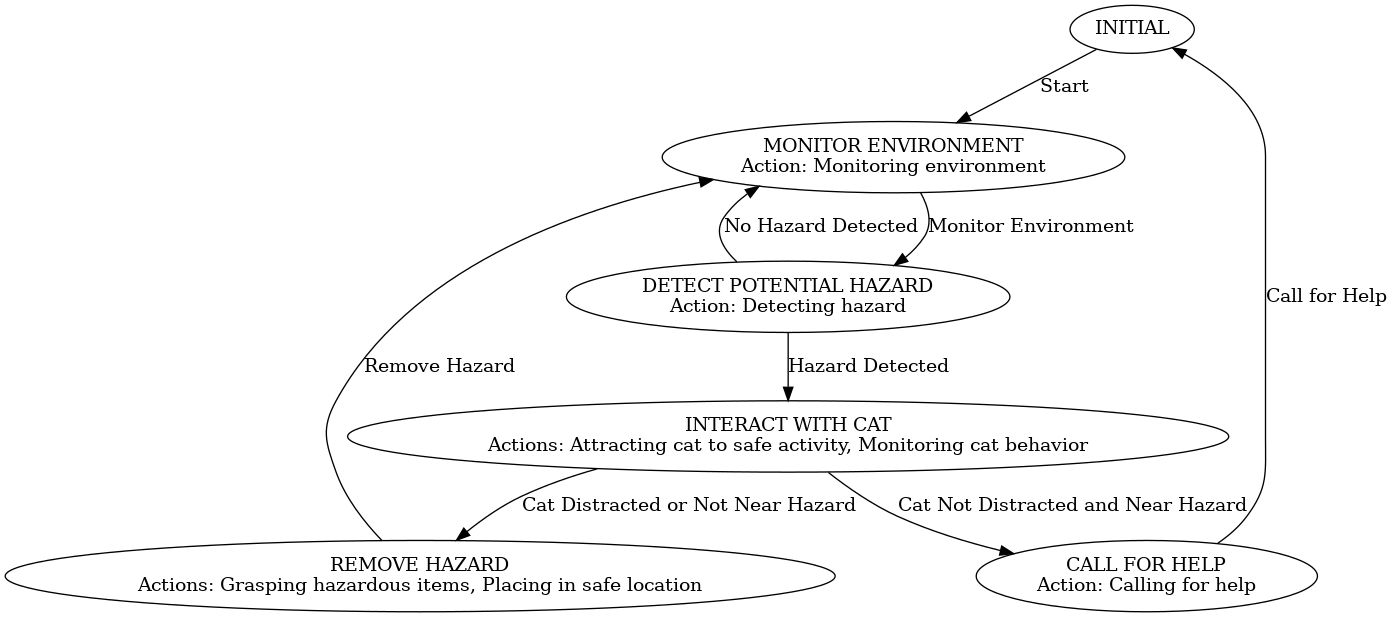 INITIAL
Start
MONITOR ENVIRONMENT
Action: Monitoring environment
No Hazard Detected
Monitor Environment
DETECT POTENTIAL HAZARD
Action: Detecting hazard
Call for Help
Remove Hazard
Hazard Detected
INTERACT WITH CAT
Actions: Attracting cat to safe activity, Monitoring cat behavior
Cat Distracted or Not Near Hazard
Cat Not Distracted and Near Hazard
REMOVE HAZARD
Actions: Grasping hazardous items, Placing in safe location
CALL FOR HELP
Action: Calling for help